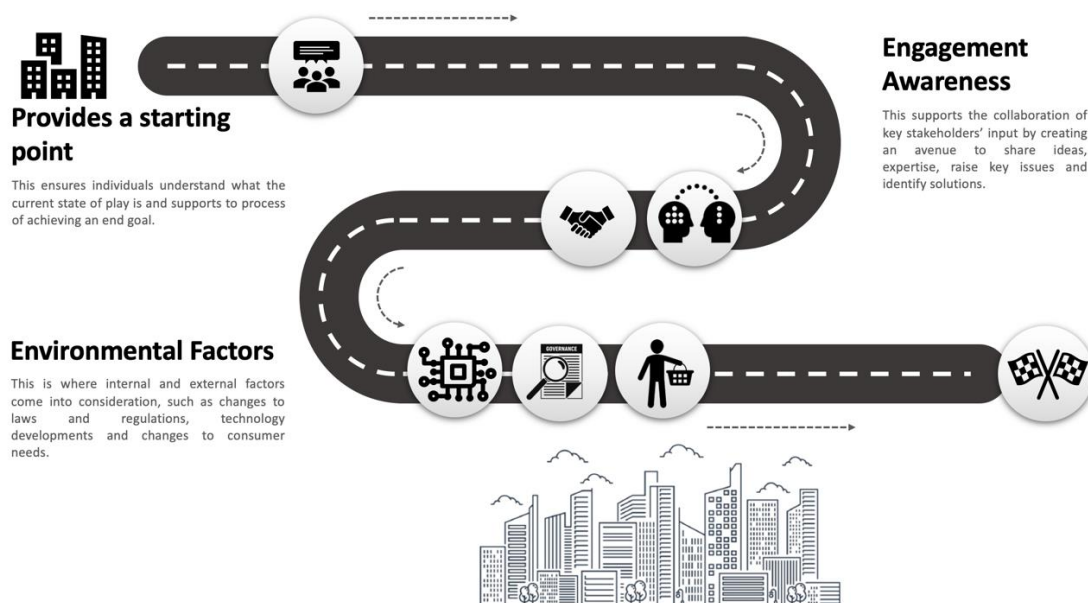 Provides a starting
point
This ensures individuals understand what the
current state of play is and supports to process
of achieving an end goal.
Engagement
Awareness
This supports the collaboration of
key stakeholders’ input by creating
an avenue to share ideas,
expertise, raise key issues and
identify solutions.
Environmental Factors
This is where internal and external factors
come into consideration, such as changes to
laws and regulations, technology
developments and changes to consumer
needs.
GOVERNANCE